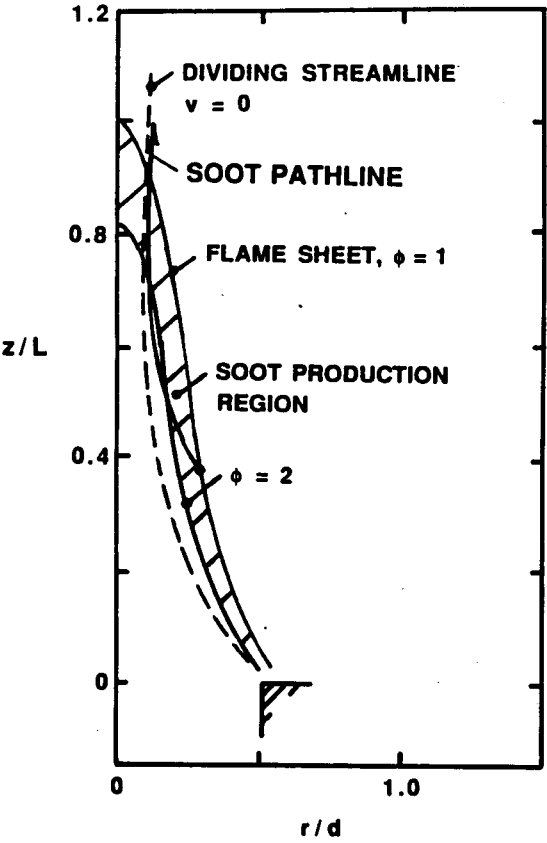 1.2
DIVIDING STREAMLINE
v = 0
SOOT PATHLINE
0.8
FLAME SHEET, ϕ = 1
z/L
SOOT PRODUCTION
REGION
0.4
ϕ = 2
0
0
1.0
r/d